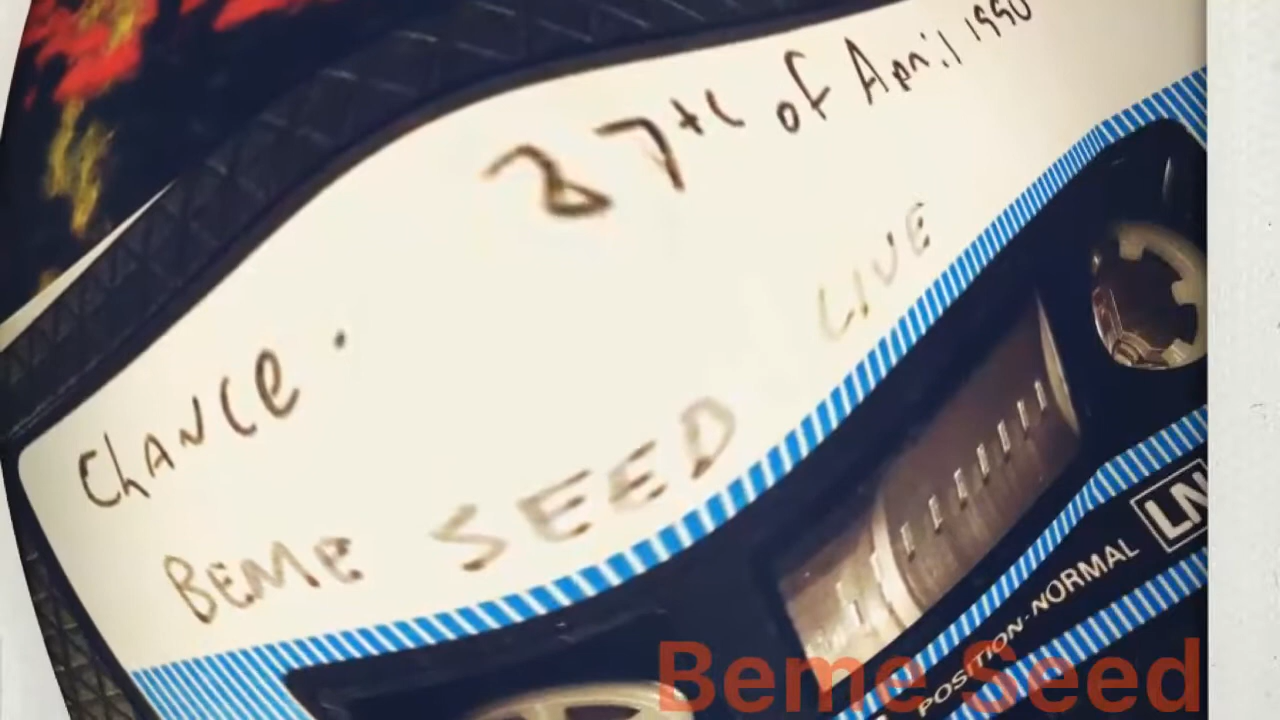 27th of April 1990
Chance.
LIVE
BEME SEED
POSITION·NORMAL LN
Beme Seed